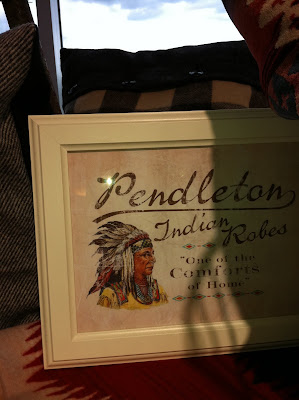 Pendleton
Indian Robes
"One of the
Comforts
of Home"